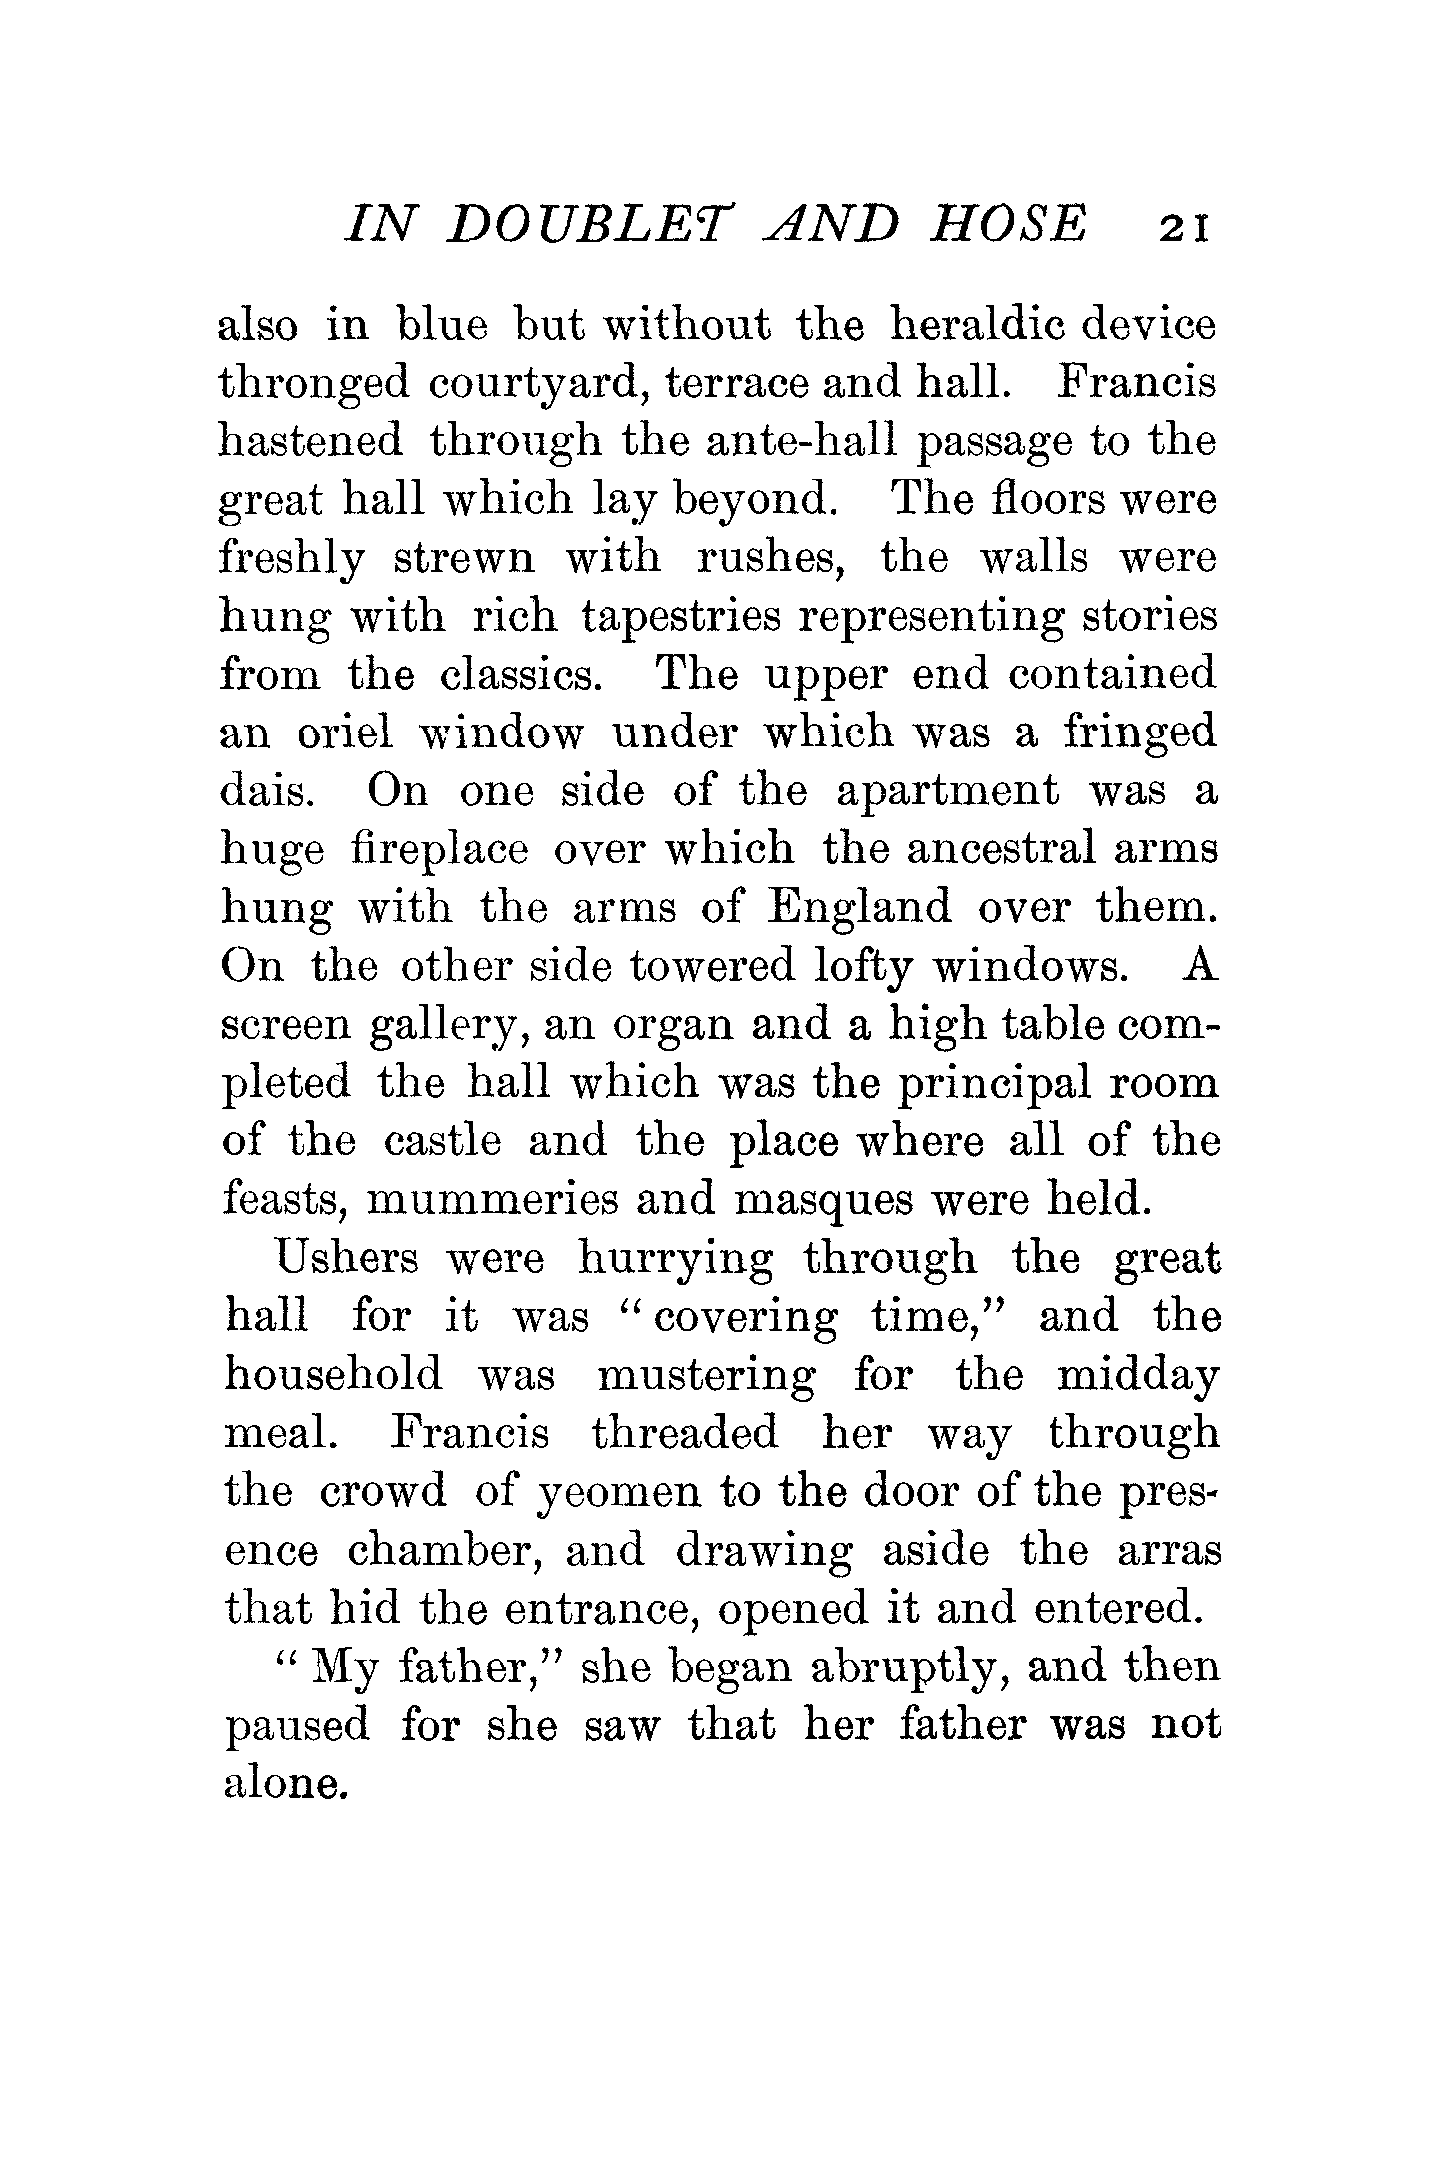 IN DOUBLET AND HOSE 21
also in blue but without the heraldic device
thronged courtyard, terrace and hall. Francis
hastened through the ante-hall passage to the
great hall which lay beyond. The floors were
freshly strewn with rushes, the walls were
hung with rich tapestries representing stories
from the classics. The upper end contained
an oriel window under which was a fringed
dais. On one side of the apartment was a
huge fireplace over which the ancestral arms
hung with the arms of England over them.
On the other side towered lofty windows. A
screen gallery, an organ and a high table com-
pleted the hall which was the principal room
of the castle and the place where all of the
feasts, mummeries and masques were held.
Ushers were hurrying through the great
hall for it was “ covering time,” and the
household was mustering for the midday
meal. Francis threaded her way through
the crowd of yeomen to the door of the pres-
ence chamber, and drawing aside the arras
that hid the entrance, opened it and entered.
“ My father,” she began abruptly, and then
paused for she saw that her father was not
alone.